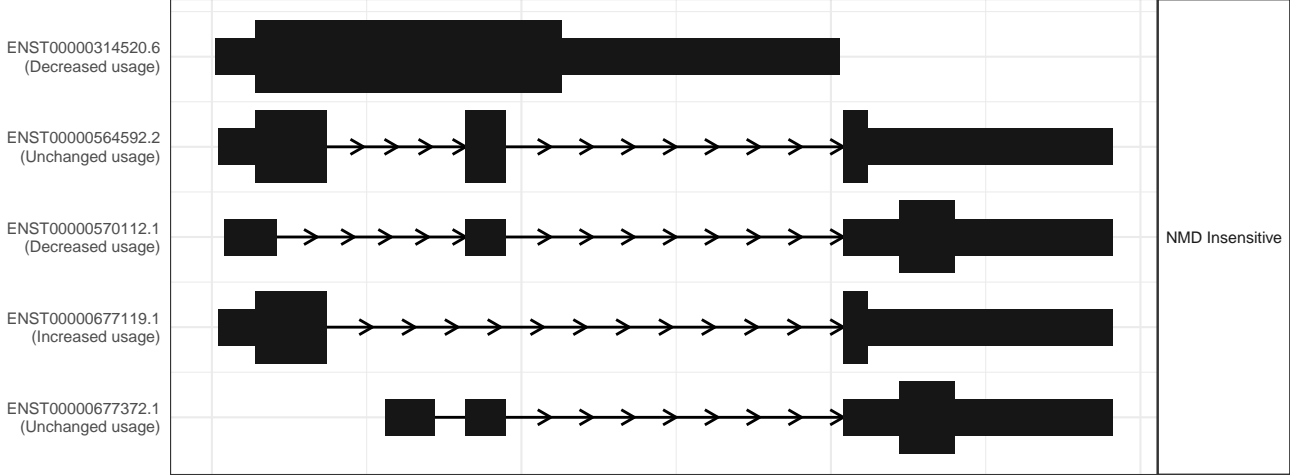 ENST00000314520.6
(Decreased usage)
ENST00000564592.2
(Unchanged usage)
ENST00000570112.1
(Decreased usage)
NMD Insensitive
ENST00000677119.1
(Increased usage)
ENST00000677372.1
(Unchanged usage)